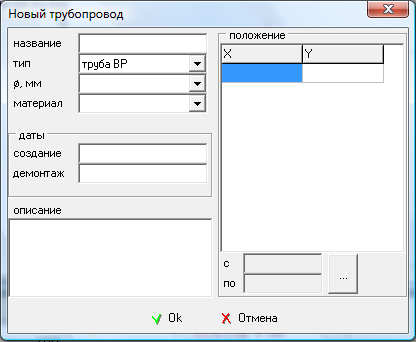 Новый трубопровод
название
тип
труба ВР
ø, мм
материал
даты
создание
демонтаж
описание
положение
X Y
с
по
...
Ok Отмена